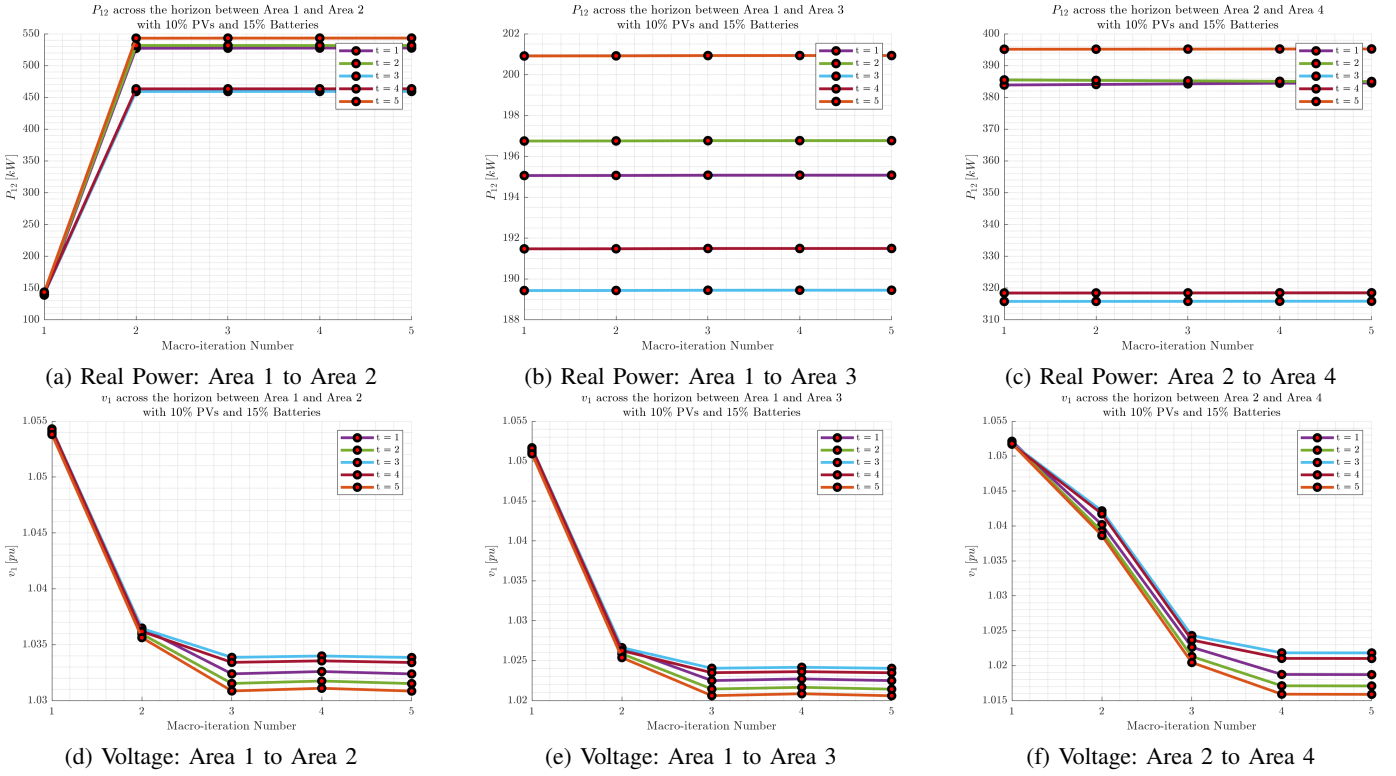 P12 across the horizon between Area 1 and Area 2
with 10% PVs and 15% Batteries
550
500
450
400
350
300
250
200
150
100
P12 [kW]
1 2 3 4 5
Macro-iteration Number
t = 1
t = 2
t = 3
t = 4
t = 5
(a) Real Power: Area 1 to Area 2
P12 across the horizon between Area 1 and Area 3
with 10% PVs and 15% Batteries
202
200
198
196
194
192
190
188
P12 [kW]
1 2 3 4 5
Macro-iteration Number
t = 1
t = 2
t = 3
t = 4
t = 5
(b) Real Power: Area 1 to Area 3
P12 across the horizon between Area 2 and Area 4
with 10% PVs and 15% Batteries
400
390
380
370
360
350
340
330
320
310
P12 [kW]
1 2 3 4 5
Macro-iteration Number
t = 1
t = 2
t = 3
t = 4
t = 5
(c) Real Power: Area 2 to Area 4
v1 across the horizon between Area 1 and Area 2
with 10% PVs and 15% Batteries
1.055
1.05
1.045
1.04
1.035
1.03
v1 [pu]
1 2 3 4 5
Macro-iteration Number
t = 1
t = 2
t = 3
t = 4
t = 5
(d) Voltage: Area 1 to Area 2
v1 across the horizon between Area 1 and Area 3
with 10% PVs and 15% Batteries
1.055
1.05
1.045
1.04
1.035
1.03
1.025
1.02
v1 [pu]
1 2 3 4 5
Macro-iteration Number
t = 1
t = 2
t = 3
t = 4
t = 5
(e) Voltage: Area 1 to Area 3
v1 across the horizon between Area 2 and Area 4
with 10% PVs and 15% Batteries
1.055
1.05
1.045
1.04
1.035
1.03
1.025
1.02
1.015
v1 [pu]
1 2 3 4 5
Macro-iteration Number
t = 1
t = 2
t = 3
t = 4
t = 5
(f) Voltage: Area 2 to Area 4